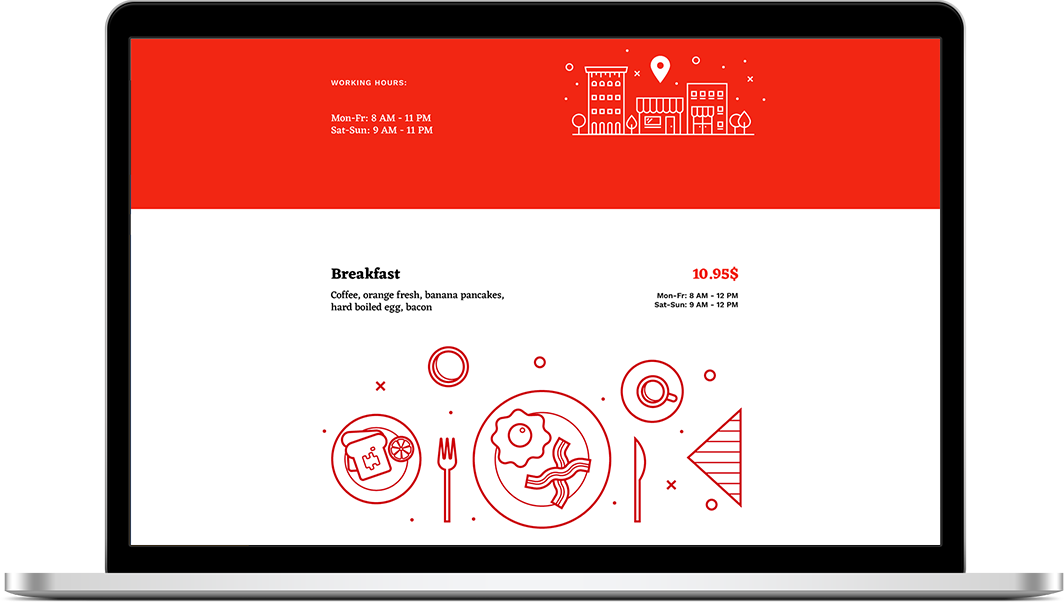 WORKING HOURS:
Mon-Fr: 8 AM - 11 PM
Sat-Sun: 9 AM - 11 PM
Breakfast
10.95$
Coffee, orange fresh, banana pancakes,
hard boiled egg, bacon
Mon-Fr: 8 AM - 12 PM
Sat-Sun: 9 AM - 12 PM